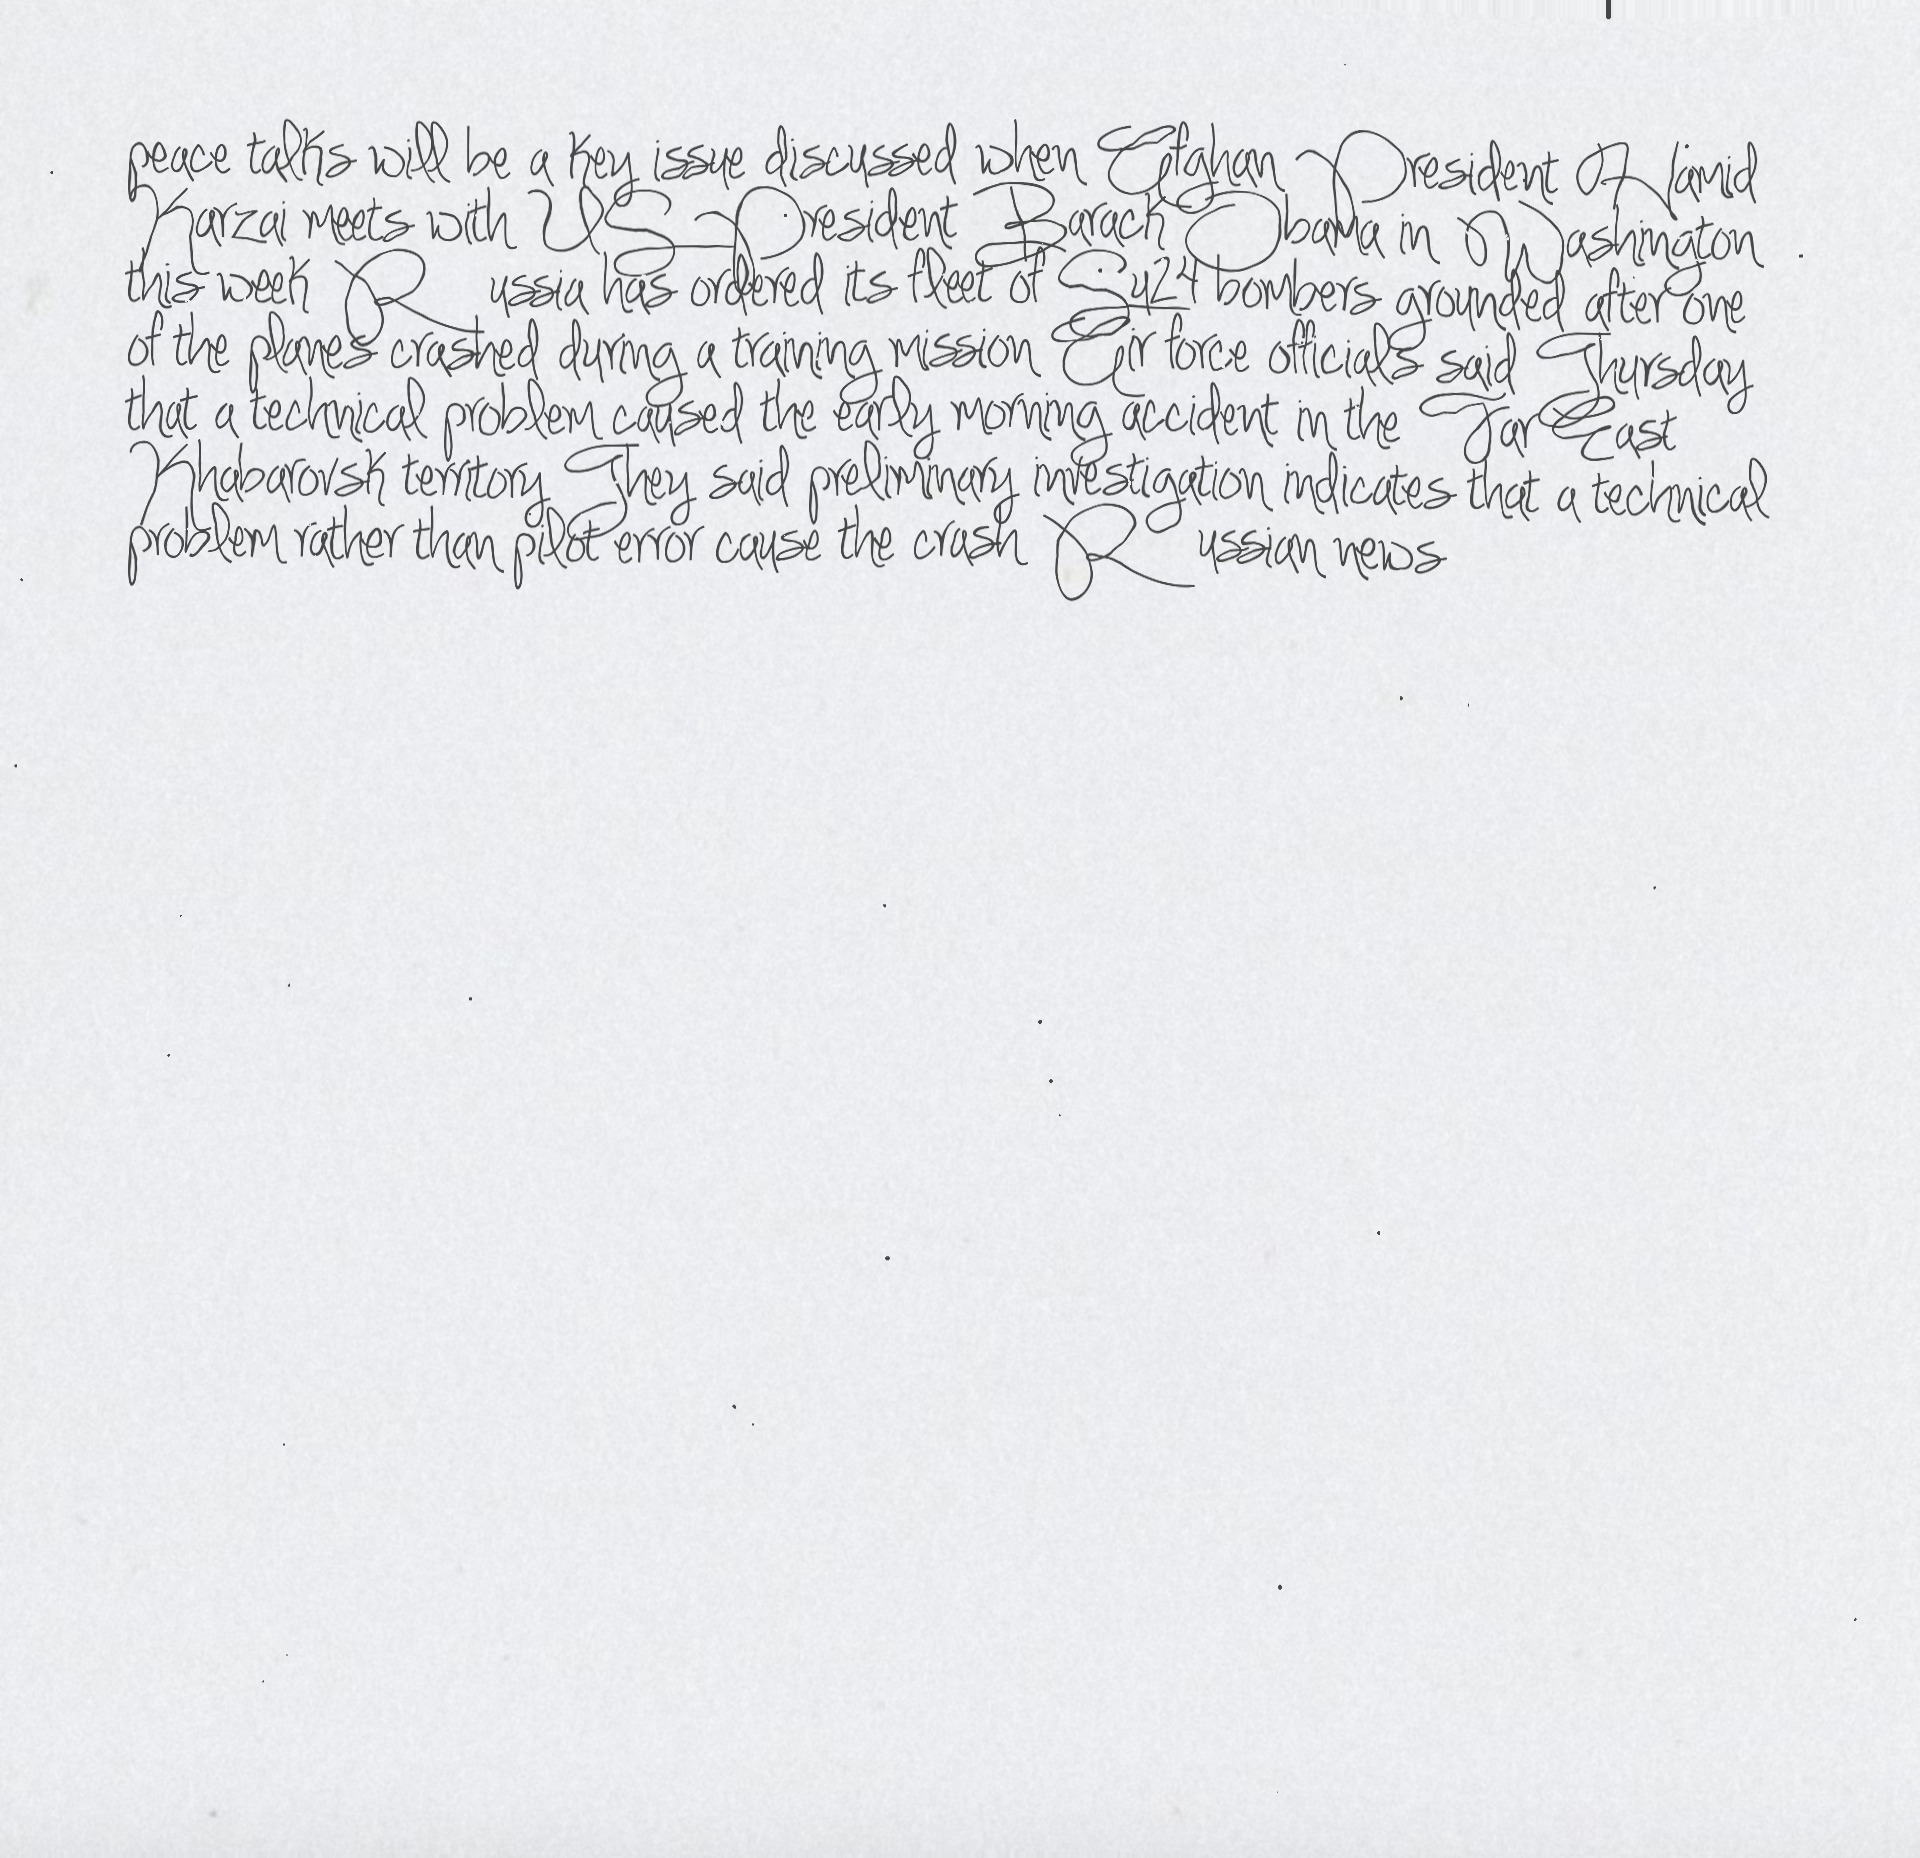 peace talks will be a key issue discussed when Afghan President Hamid
Karzai meets with US President Barack Obama in Washington
this week Russia has ordered its fleet of Su24 bombers grounded after one
of the planes crashed during a training mission Air force officials said Thursday
that a technical problem caused the early morning accident in the Far East
Khabarovsk territory They said preliminary investigation indicates that a technical
problem rather than pilot error cause the crash Russian news